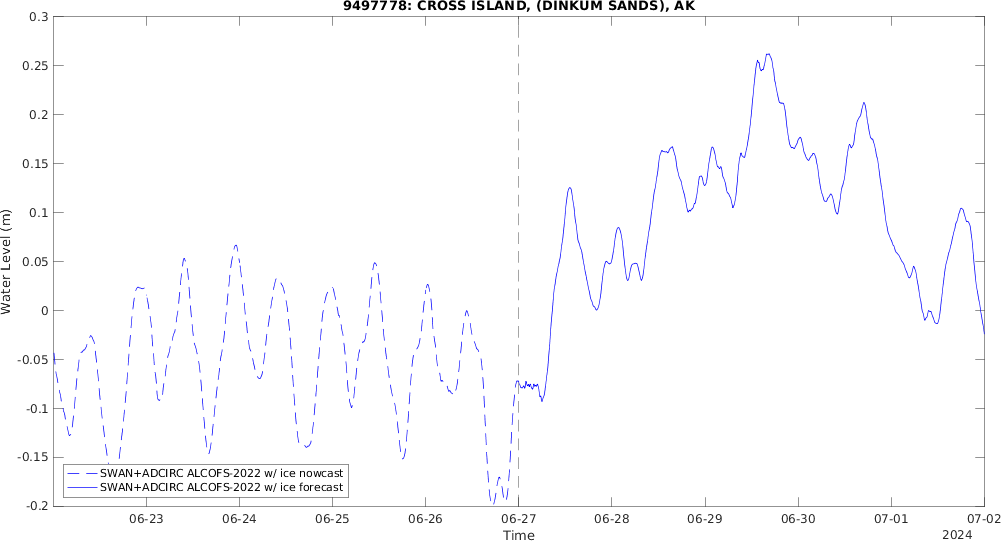 9497778: CROSS ISLAND, (DINKUM SANDS), AK
0.3
0.25
0.2
0.15
0.1
0.05
0
-0.05
-0.1
-0.15
-0.2
Water Level (m)
SWAN+ADCIRC ALCOFS-2022 w/ ice nowcast
SWAN+ADCIRC ALCOFS-2022 w/ ice forecast
06-23 06-24 06-25 06-26 06-27 06-28 06-29 06-30 07-01 07-02
Time
2024